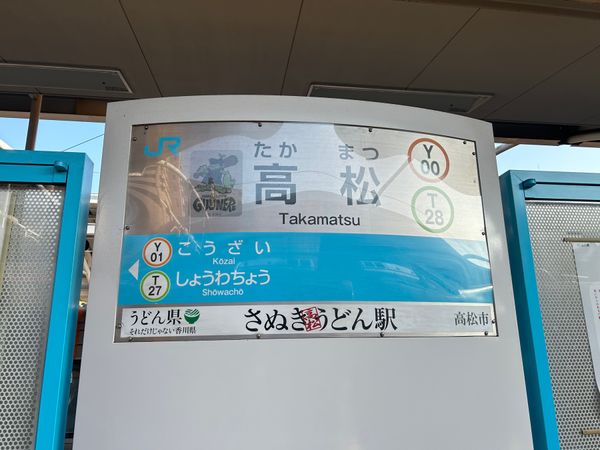 JR
たか まつ
高松
Takamatsu
Y
00
T
28
Y
01
こうざい
Kōzai
T
27
しょうわちょう
Shōwachō
うどん県
それだけじゃない香川県
さぬき高松うどん駅
高松市